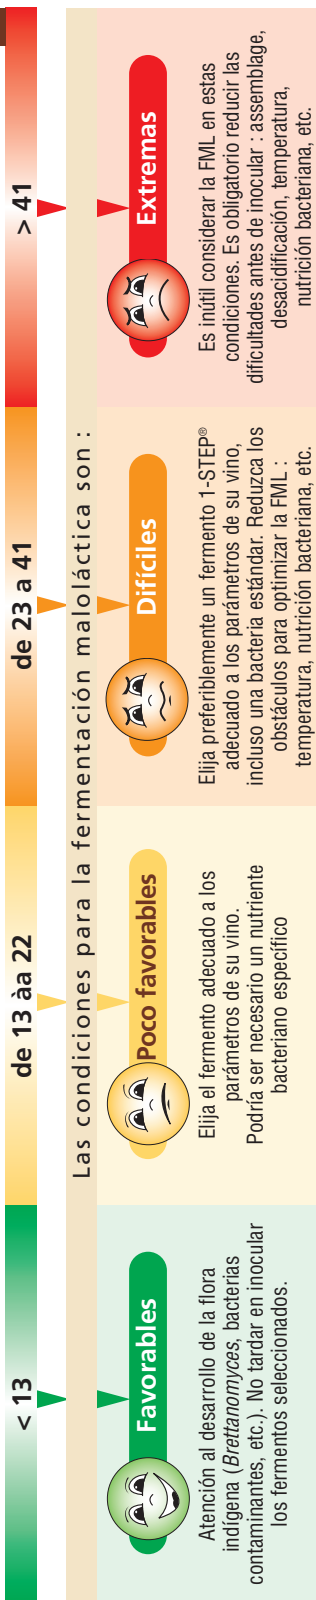 < 13
de 13 àa 22
de 23 a 41
> 41
Las condiciones para la fermentación maloláctica son :
Favorables
Atención al desarrollo de la flora
indígena (Brettanomyces, bacterias
contaminantes, etc.). No tardar en inocular
los fermentos seleccionados.
Poco favorables
Elija el fermento adecuado a los
parámetros de su vino.
Podría ser necesario un nutriente
bacteriano específico
Difíciles
Elija preferiblemente un fermento 1-STEP®
adecuado a los parámetros de su vino,
incluso una bacteria estándar. Reduzca los
obstáculos para optimizar la FML :
temperatura, nutrición bacteriana, etc.
Extremas
Es inútil considerar la FML en estas
condiciones. Es obligatorio reducir las
dificultades antes de inocular : assemblage,
desacidificación, temperatura,
nutrición bacteriana, etc.